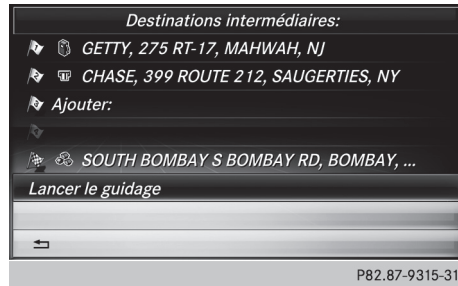 Destinations intermédiaires:
GETTY, 275 RT-17, MAHWAH, NJ
CHASE, 399 ROUTE 212, SAUGERTIES, NY
Ajouter:
SOUTH BOMBAY S BOMBAY RD, BOMBAY, ...
Lancer le guidage
P82.87-9315-31